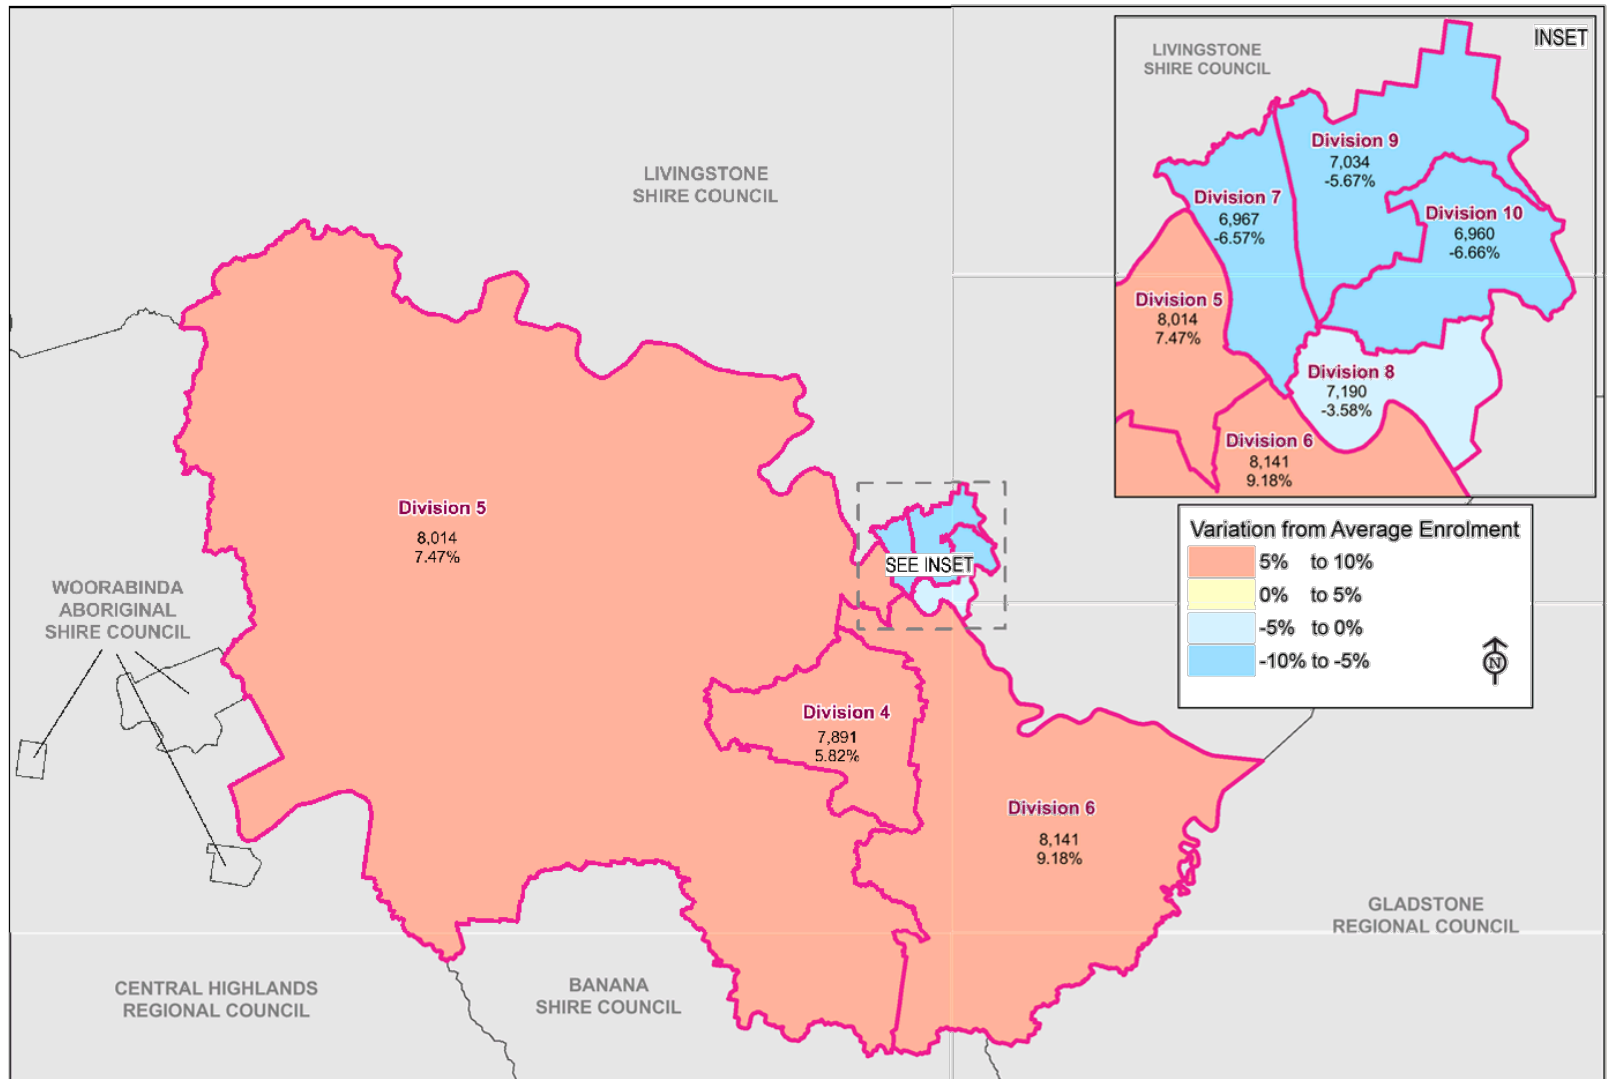 LIVINGSTONE
SHIRE COUNCIL
Division 5
8,014
7.47%
WOORABINDA
ABORIGINAL
SHIRE COUNCIL
SEE INSET
Division 4
7,891
5.82%
Division 6
8,141
9.18%
GLADSTONE
REGIONAL COUNCIL
CENTRAL HIGHLANDS
REGIONAL COUNCIL
BANANA
SHIRE COUNCIL
INSET
LIVINGSTONE
SHIRE COUNCIL
Division 9
7,034
-5.67%
Division 7
6,967
-6.57%
Division 10
6,960
-6.66%
Division 5
8,014
7.47%
Division 8
7,190
-3.58%
Division 6
8,141
9.18%
Variation from Average Enrolment
5% to 10%
0% to 5%
-5% to 0%
-10% to -5%
N